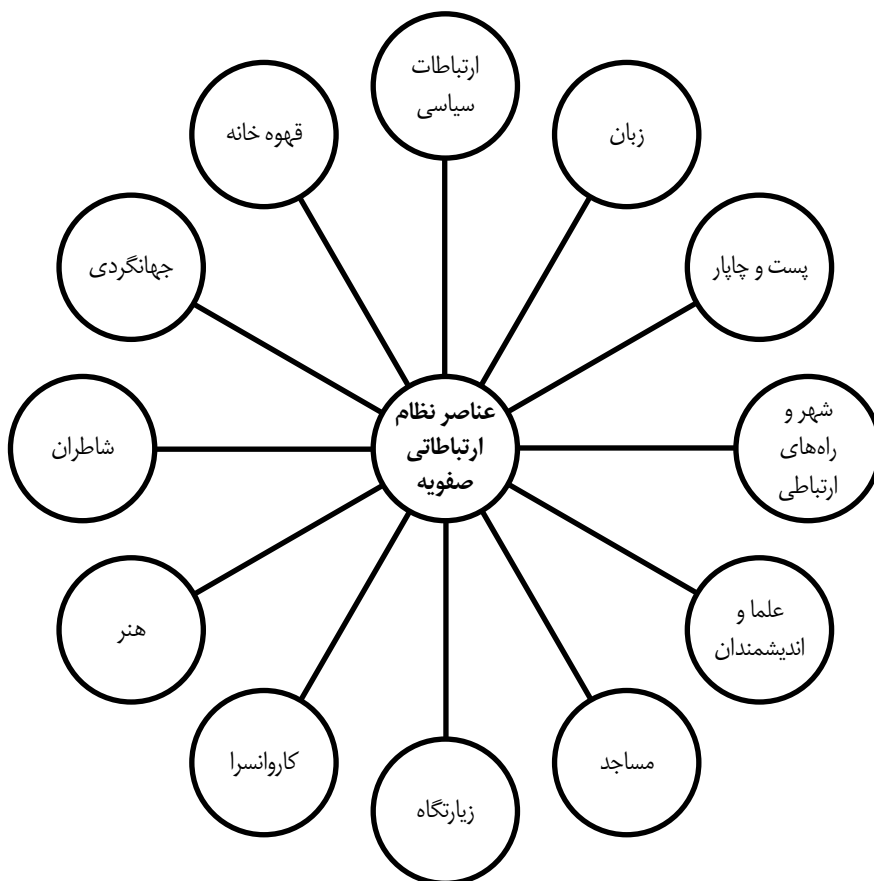 ارتباطات
سیاسی
زبان
پست و چاپار
شهر و
راه‌های
ارتباطی
علما و
اندیشمندان
مساجد
زیارتگاه
کاروانسرا
هنر
شاطران
جهانگردی
قهوه خانه
عناصر نظام
ارتباطاتی
صفویه